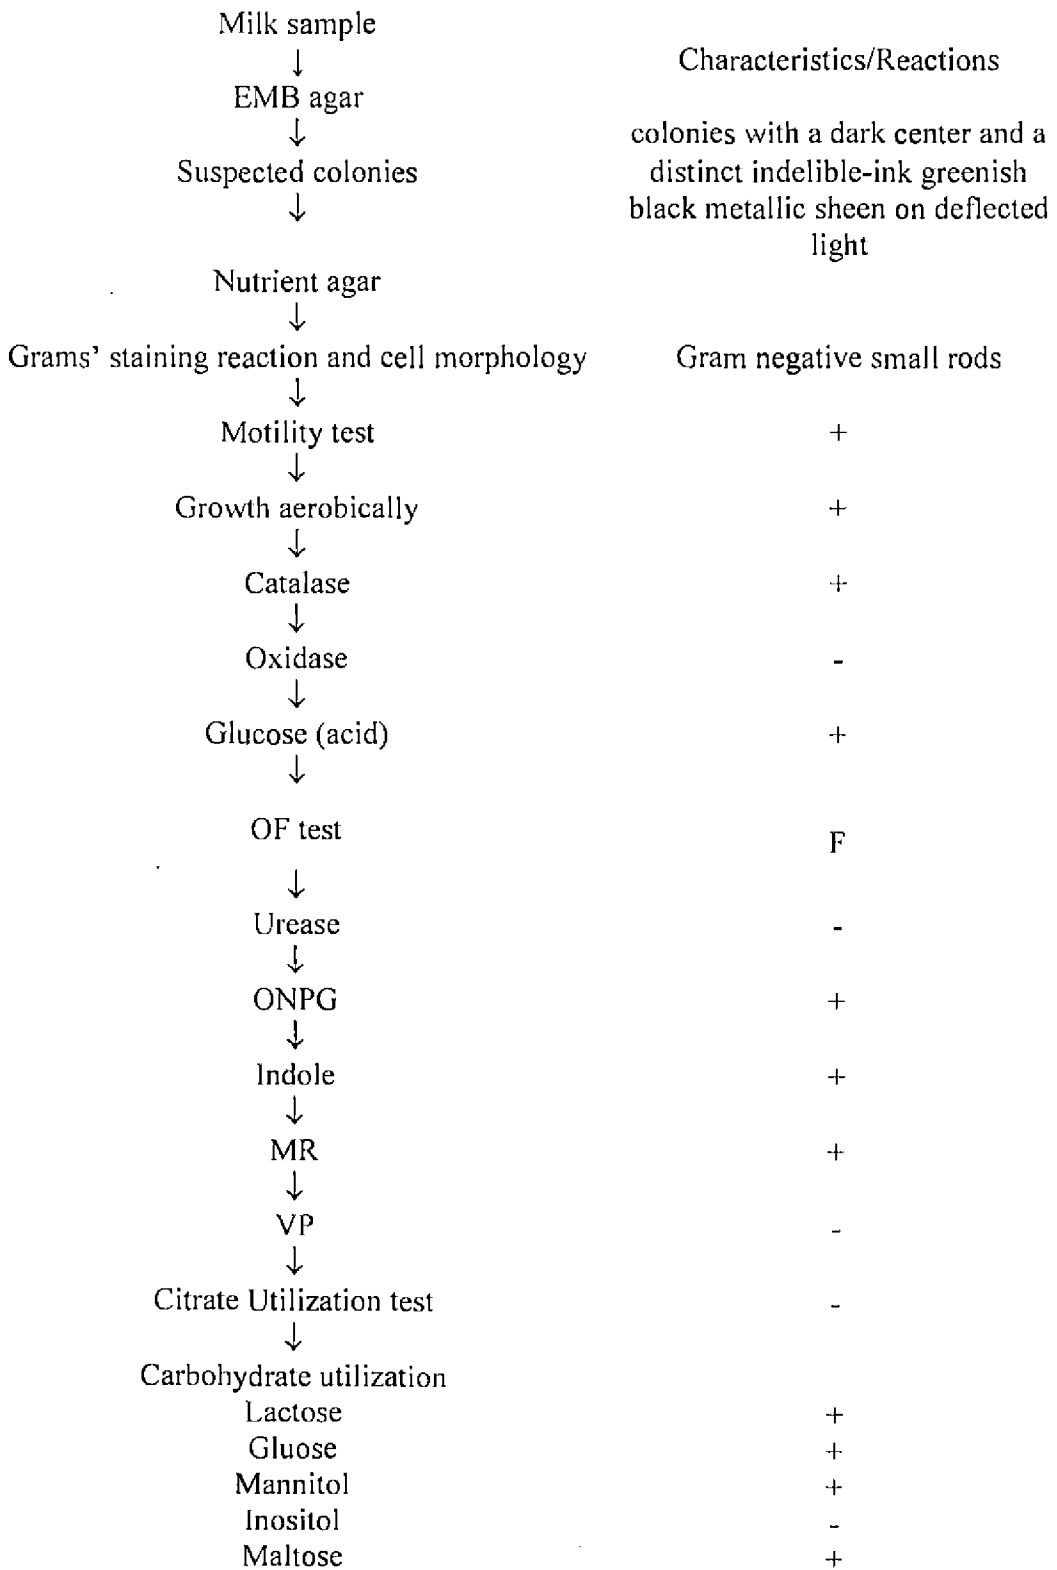 Milk sample
↓
Characteristics/Reactions
EMB agar
↓
colonies with a dark center and a
Suspected colonies
distinct indelible-ink greenish
↓
black metallic sheen on deflected
light
Nutrient agar
↓
Grams' staining reaction and cell morphology Gram negative small rods
↓
Motility test +
↓
Growth aerobically +
↓
Catalase +
↓
Oxidase -
↓
Glucose (acid) +
↓
OF test F
↓
Urease -
↓
ONPG +
↓
Indole +
↓
MR +
↓
VP -
↓
Citrate Utilization test -
↓
Carbohydrate utilization
Lactose +
Gluose +
Mannitol +
Inositol -
Maltose +